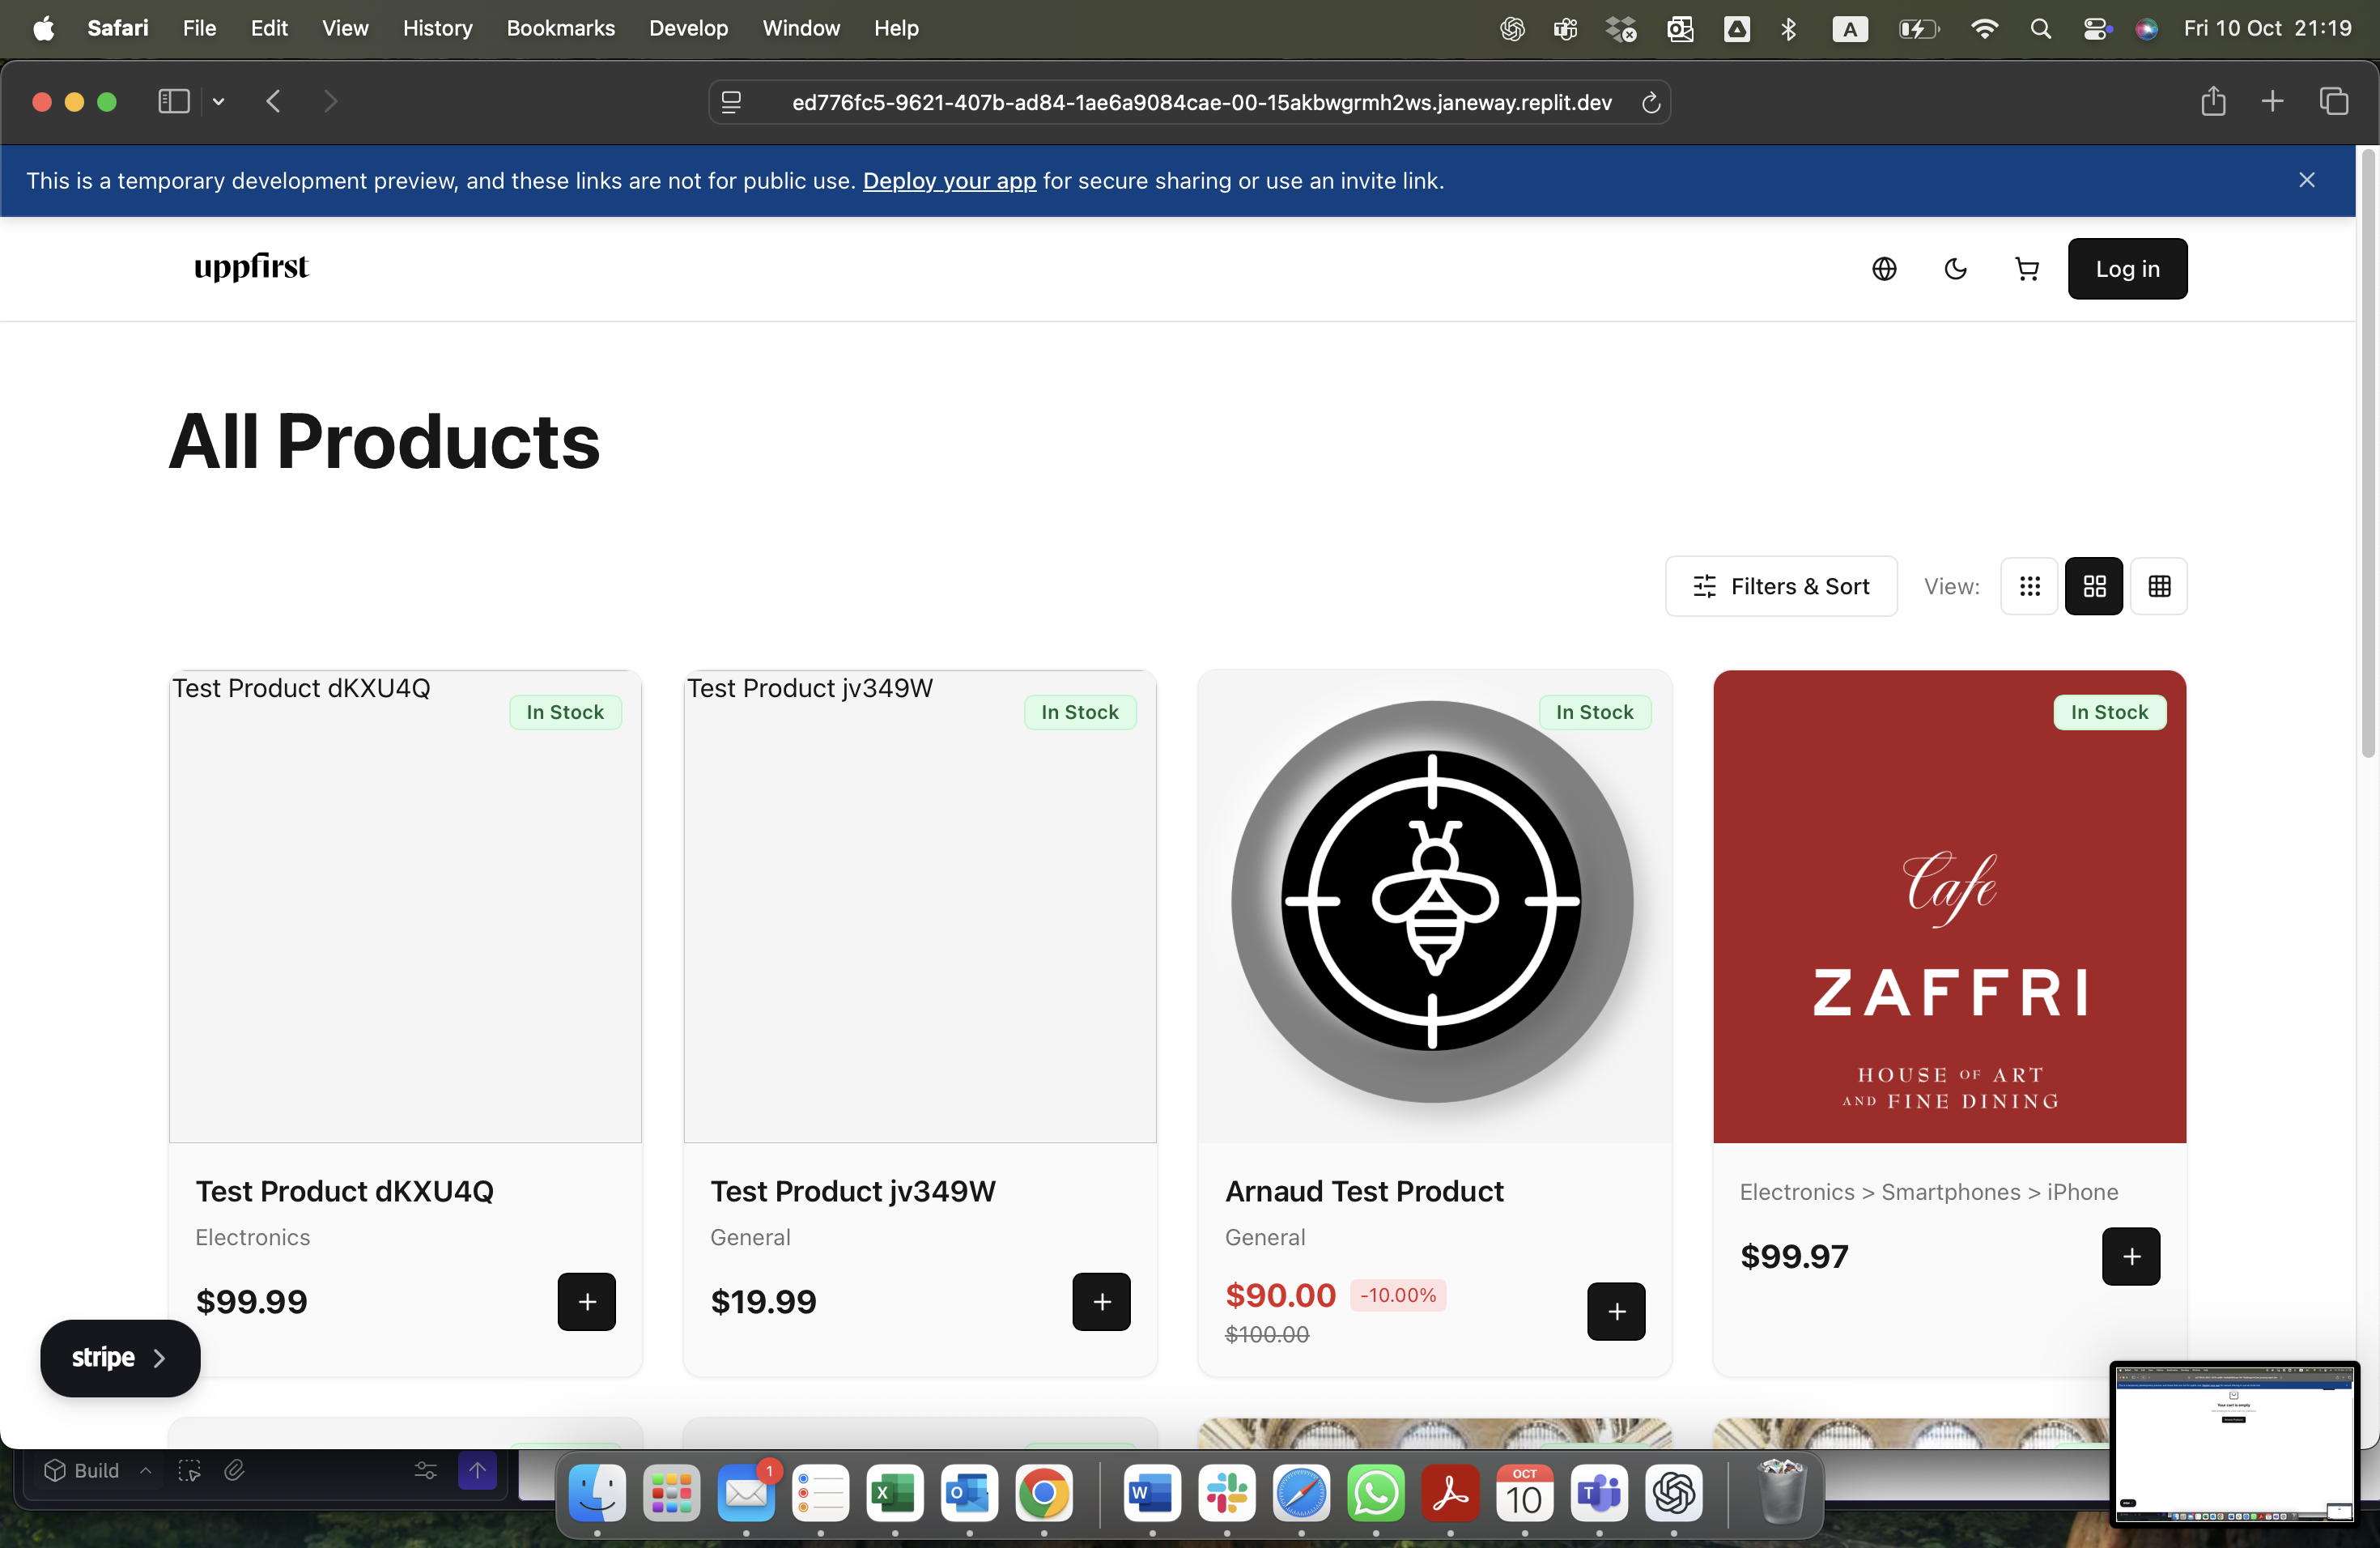 Safari File Edit View History Bookmarks Develop Window Help A Fri 10 Oct 21:19
ed776fc5-9621-407b-ad84-1ae6a9084cae-00-15akbwgrmh2ws.janeway.replit.dev
This is a temporary development preview, and these links are not for public use. Deploy your app for secure sharing or use an invite link.
uppfirst
Log in
All Products
Filters & Sort
View:
Test Product dKXU4Q
In Stock
Test Product jv349W
In Stock
In Stock
In Stock
Cafe
ZAFFRI
HOUSE OF ART
AND FINE DINING
Test Product dKXU4Q
Electronics
$99.99
+
Test Product jv349W
General
$19.99
+
Arnaud Test Product
General
$90.00 -10.00%
$100.00
+
Electronics > Smartphones > iPhone
$99.97
+
stripe
Your cart is empty
Build
1
X
O
W
OCT
10
T